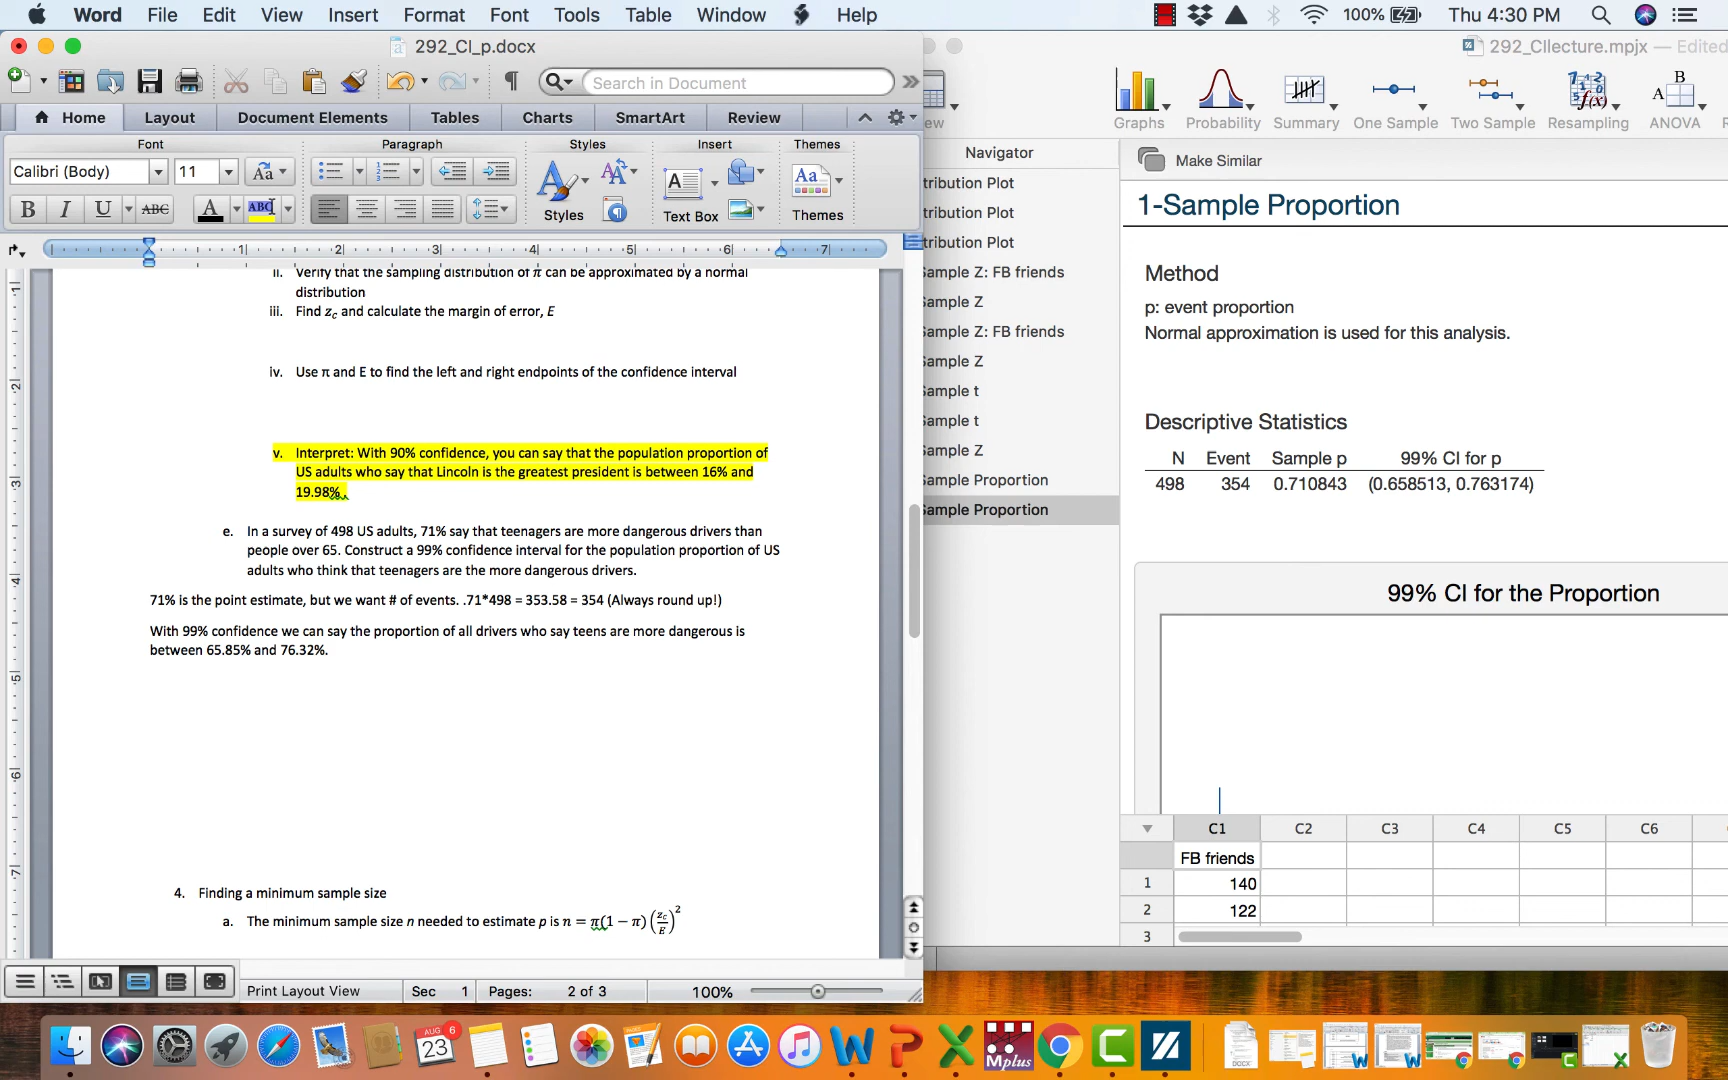 Word File Edit View Insert Format Font Tools Table Window Help 100% Thu 4:30 PM
292_CI_p.docx
292_CIlecture.mpjx — Edited
Search in Document
Graphs Probability Summary One Sample Two Sample Resampling ANOVA
Home Layout Document Elements Tables Charts SmartArt Review
Font Paragraph Styles Insert Themes
Calibri (Body) 11
Styles Text Box Themes
Navigator
tribution Plot
tribution Plot
tribution Plot
ample Z: FB friends
ample Z
ample Z: FB friends
ample Z
ample t
ample t
ample Z
ample Proportion
ample Proportion
Make Similar
1-Sample Proportion
Method
p: event proportion
Normal approximation is used for this analysis.
Descriptive Statistics
N Event Sample p 99% CI for p
498 354 0.710843 (0.658513, 0.763174)
99% CI for the Proportion
C1 C2 C3 C4 C5 C6
FB friends
1 140
2 122
3
ii. Verify that the sampling distribution of π̂ can be approximated by a normal
distribution
iii. Find z_c and calculate the margin of error, E
iv. Use π and E to find the left and right endpoints of the confidence interval
v. Interpret: With 90% confidence, you can say that the population proportion of
US adults who say that Lincoln is the greatest president is between 16% and
19.98%.
e. In a survey of 498 US adults, 71% say that teenagers are more dangerous drivers than
people over 65. Construct a 99% confidence interval for the population proportion of US
adults who think that teenagers are the more dangerous drivers.
71% is the point estimate, but we want # of events. .71*498 = 353.58 = 354 (Always round up!)
With 99% confidence we can say the proportion of all drivers who say teens are more dangerous is
between 65.85% and 76.32%.
4. Finding a minimum sample size
a. The minimum sample size n needed to estimate p is n = π(1 − π)(z_c/E)²
Print Layout View Sec 1 Pages: 2 of 3 100%
AUG 23 6
Mplus